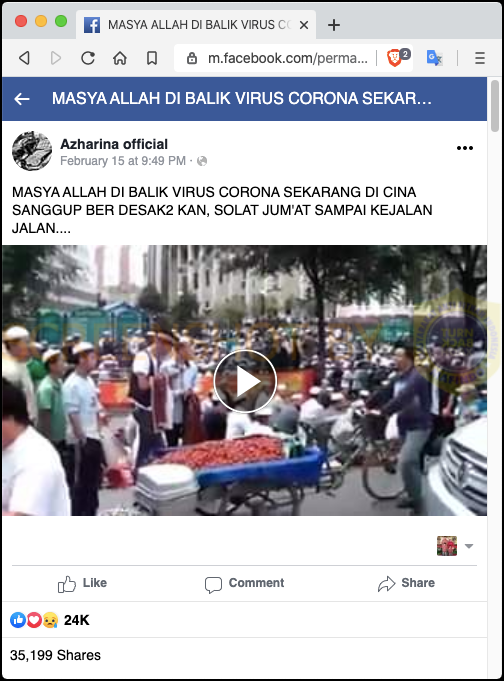 MASYA ALLAH DI BALIK VIRUS CO
m.facebook.com/perma...
2
MASYA ALLAH DI BALIK VIRUS CORONA SEKAR...
Azharina official
February 15 at 9:49 PM ·
MASYA ALLAH DI BALIK VIRUS CORONA SEKARANG DI CINA
SANGGUP BER DESAK2 KAN, SOLAT JUM'AT SAMPAI KEJALAN
JALAN....
Like
Comment
Share
24K
35,199 Shares